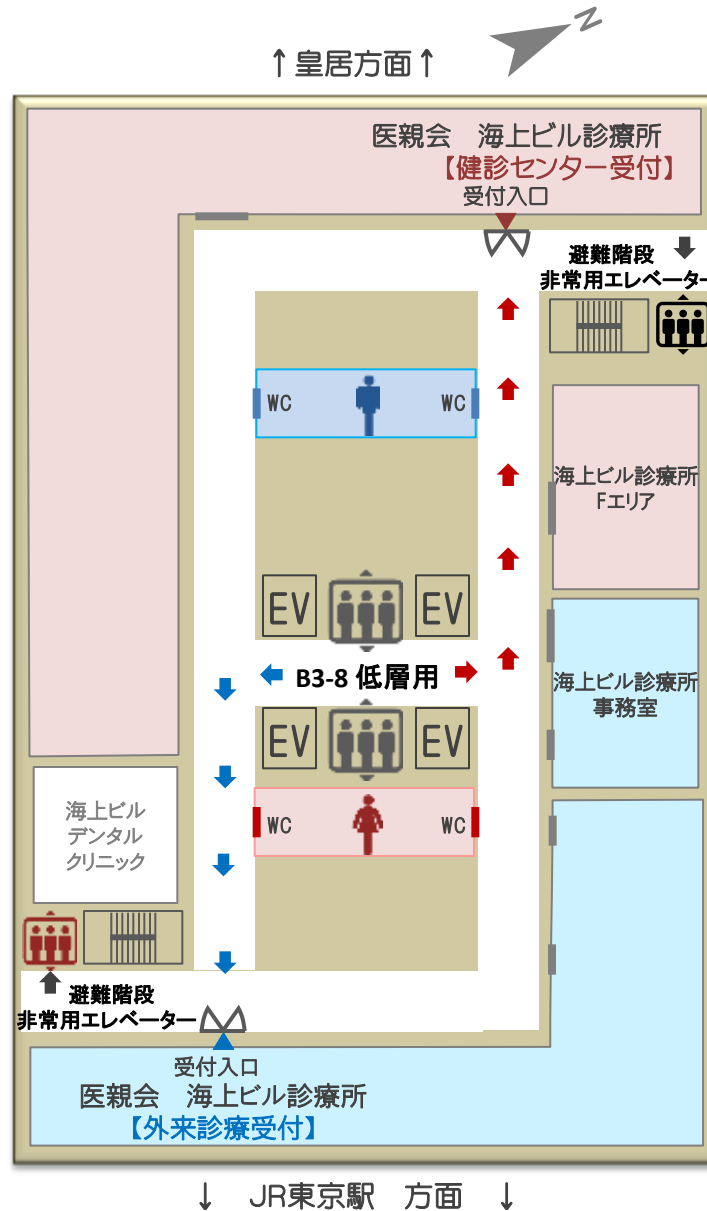 N
↑皇居方面↑
医親会　海上ビル診療所
【健診センター受付】
受付入口
避難階段
非常用エレベーター
WC
WC
海上ビル診療所
Fエリア
EV
EV
B3-8 低層用
海上ビル診療所
事務室
EV
EV
WC
WC
海上ビル
デンタル
クリニック
避難階段
非常用エレベーター
受付入口
医親会　海上ビル診療所
【外来診療受付】
↓　JR東京駅　方面　↓